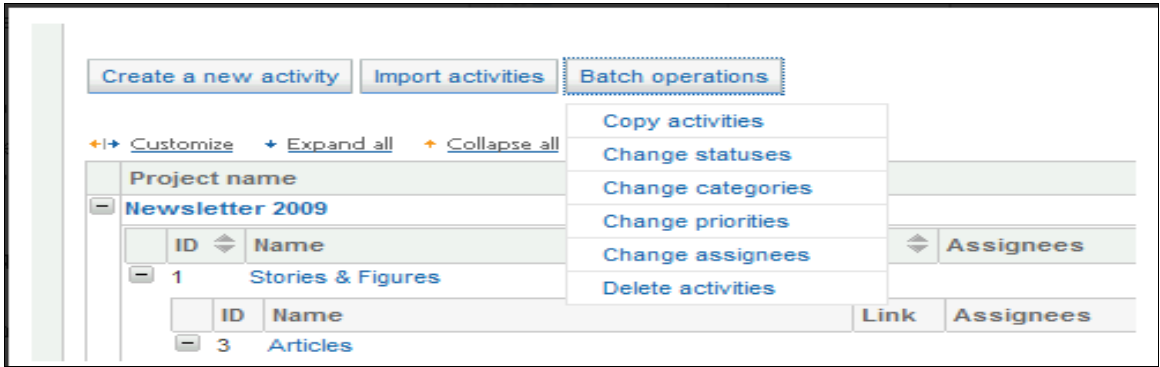 Create a new activity Import activities Batch operations
Copy activities
Customize Expand all Collapse all
Change statuses
Project name
Change categories
Newsletter 2009
Change priorities
ID Name Assignees
Change assignees
1 Stories & Figures
Delete activities
ID Name Link Assignees
3 Articles